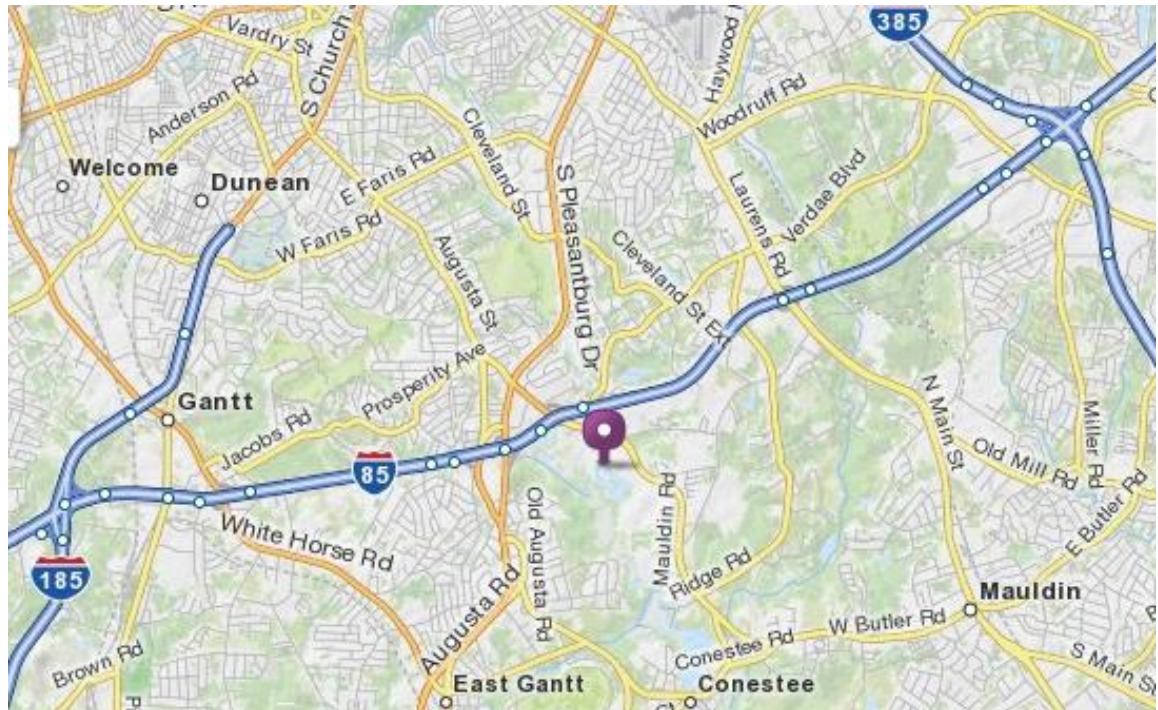 385
Vardry St
S Church
Haywood
Anderson Rd
Woodruff Rd
Cleveland St
Welcome
E Faris Rd
Dunean
S Pleasantburg Dr
Laurens Rd
Verdae Blvd
W Faris Rd
Augusta St
Cleveland St Ext
Prosperity Ave
Gantt
N Main St
Miller Rd
Jacobs Rd
85
Old Mill Rd
Old Augusta Rd
Mauldin Rd
E Butler Rd
White Horse Rd
185
Ridge Rd
Mauldin
Augusta Rd
W Butler Rd
Conestee Rd
S Main St
Brown Rd
East Gantt
Conestee
St